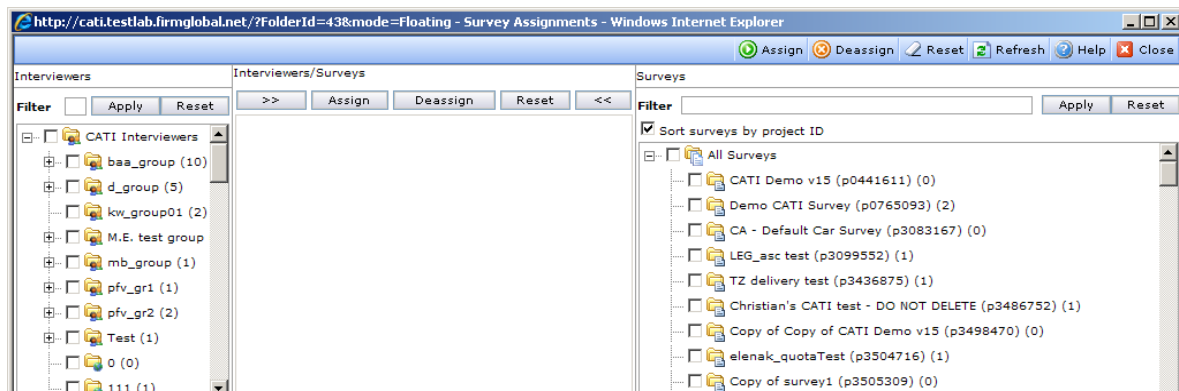 http://cati.testlab.firmglobal.net/?FolderId=43&mode=Floating - Survey Assignments - Windows Internet Explorer
Assign Deassign Reset Refresh Help Close
Interviewers
Filter Apply Reset
CATI Interviewers
baa_group (10)
d_group (5)
kw_group01 (2)
M.E. test group
mb_group (1)
pfv_gr1 (1)
pfv_gr2 (2)
Test (1)
0 (0)
111 (1)
Interviewers/Surveys
>> Assign Deassign Reset <<
Surveys
Filter Apply Reset
Sort surveys by project ID
All Surveys
CATI Demo v15 (p0441611) (0)
Demo CATI Survey (p0765093) (2)
CA - Default Car Survey (p3083167) (0)
LEG_asc test (p3099552) (1)
TZ delivery test (p3436875) (1)
Christian's CATI test - DO NOT DELETE (p3486752) (1)
Copy of Copy of CATI Demo v15 (p3498470) (0)
elenak_quotaTest (p3504716) (1)
Copy of survey1 (p3505309) (0)